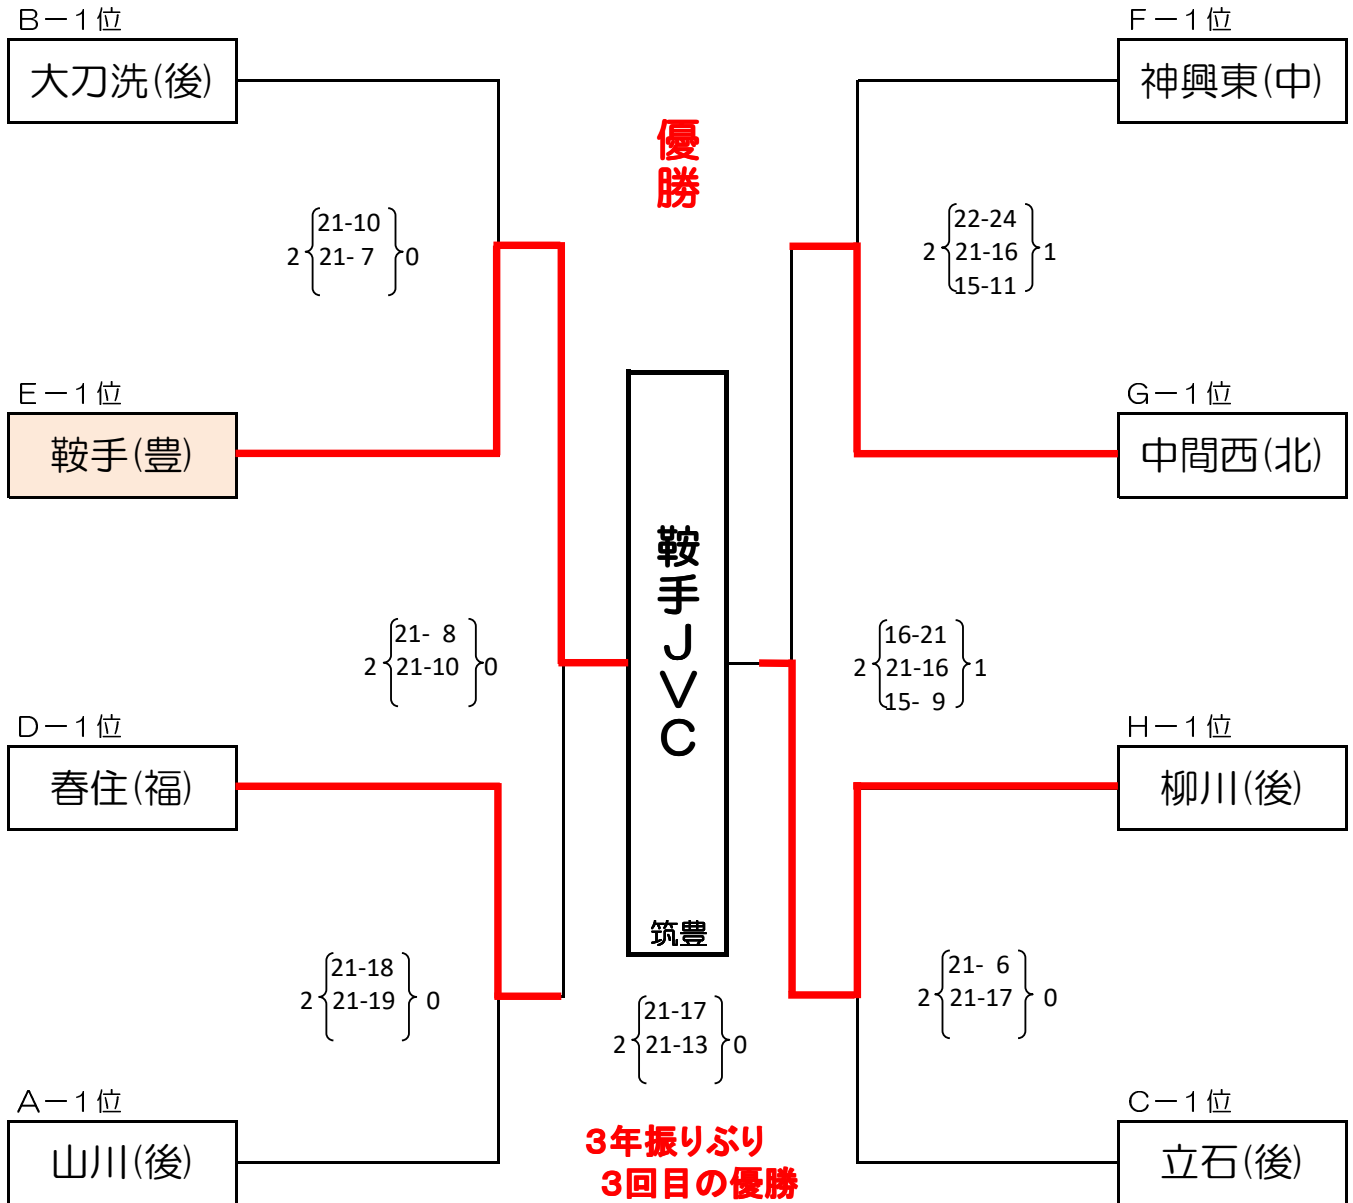 B－1位
大刀洗(後)
F－1位
神興東(中)
優
勝
21-10
2 21- 7 0
22-24
2 21-16 1
15-11
E－1位
鞍手(豊)
G－1位
中間西(北)
鞍
手
J
V
C
筑豊
21- 8
2 21-10 0
16-21
2 21-16 1
15- 9
D－1位
春住(福)
H－1位
柳川(後)
21-18
2 21-19 0
21-17
2 21-13 0
21- 6
2 21-17 0
A－1位
山川(後)
C－1位
立石(後)
3年振りぶり
3回目の優勝